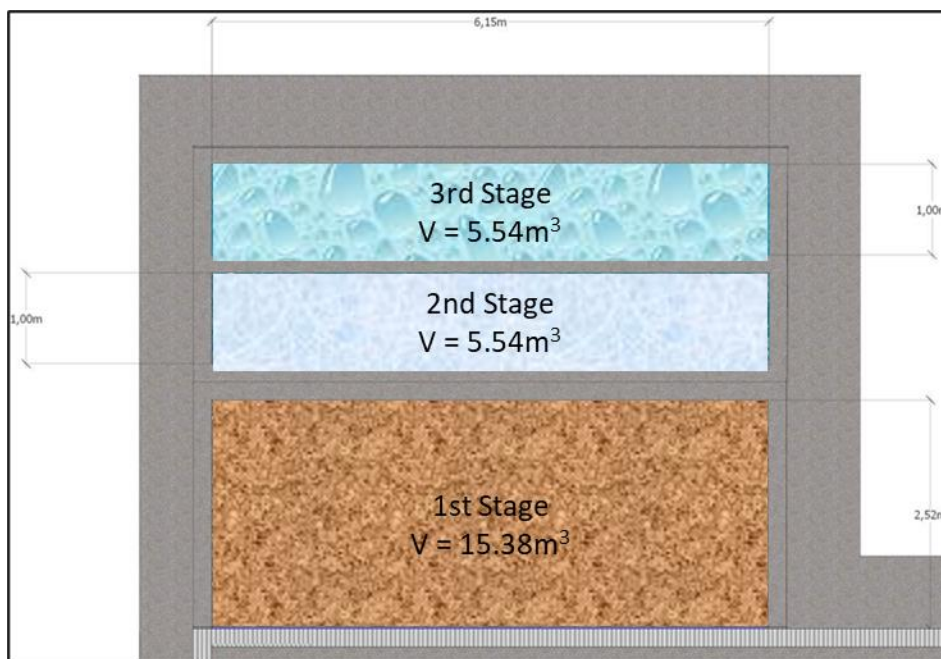 6,15m
3rd Stage
V = 5.54m³
1,00m
2nd Stage
V = 5.54m³
1,00m
1st Stage
V = 15.38m³
2,52m